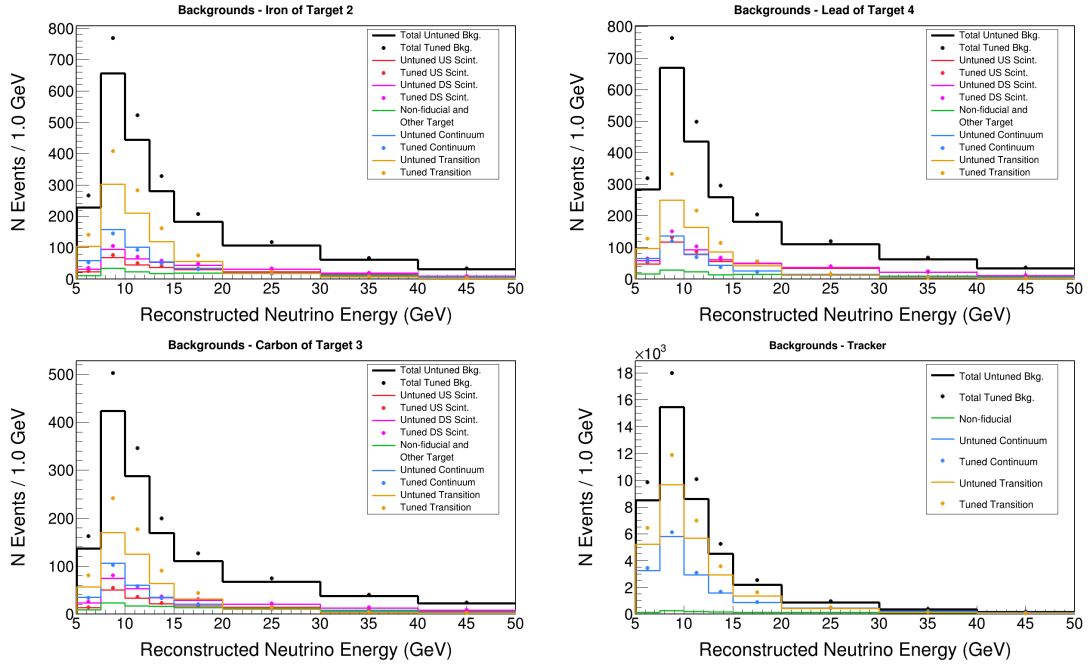 Backgrounds - Iron of Target 2
N Events / 1.0 GeV
800
700
600
500
400
300
200
100
0
5 10 15 20 25 30 35 40 45 50
Reconstructed Neutrino Energy (GeV)
Total Untuned Bkg.
Total Tuned Bkg.
Untuned US Scint.
Tuned US Scint.
Untuned DS Scint.
Tuned DS Scint.
Non-fiducial and
Other Target
Untuned Continuum
Tuned Continuum
Untuned Transition
Tuned Transition
Backgrounds - Lead of Target 4
N Events / 1.0 GeV
800
700
600
500
400
300
200
100
0
5 10 15 20 25 30 35 40 45 50
Reconstructed Neutrino Energy (GeV)
Total Untuned Bkg.
Total Tuned Bkg.
Untuned US Scint.
Tuned US Scint.
Untuned DS Scint.
Tuned DS Scint.
Non-fiducial and
Other Target
Untuned Continuum
Tuned Continuum
Untuned Transition
Tuned Transition
Backgrounds - Carbon of Target 3
N Events / 1.0 GeV
500
400
300
200
100
0
5 10 15 20 25 30 35 40 45 50
Reconstructed Neutrino Energy (GeV)
Total Untuned Bkg.
Total Tuned Bkg.
Untuned US Scint.
Tuned US Scint.
Untuned DS Scint.
Tuned DS Scint.
Non-fiducial and
Other Target
Untuned Continuum
Tuned Continuum
Untuned Transition
Tuned Transition
Backgrounds - Tracker
×10³
N Events / 1.0 GeV
18
16
14
12
10
8
6
4
2
0
5 10 15 20 25 30 35 40 45 50
Reconstructed Neutrino Energy (GeV)
Total Untuned Bkg.
Total Tuned Bkg.
Non-fiducial
Untuned Continuum
Tuned Continuum
Untuned Transition
Tuned Transition